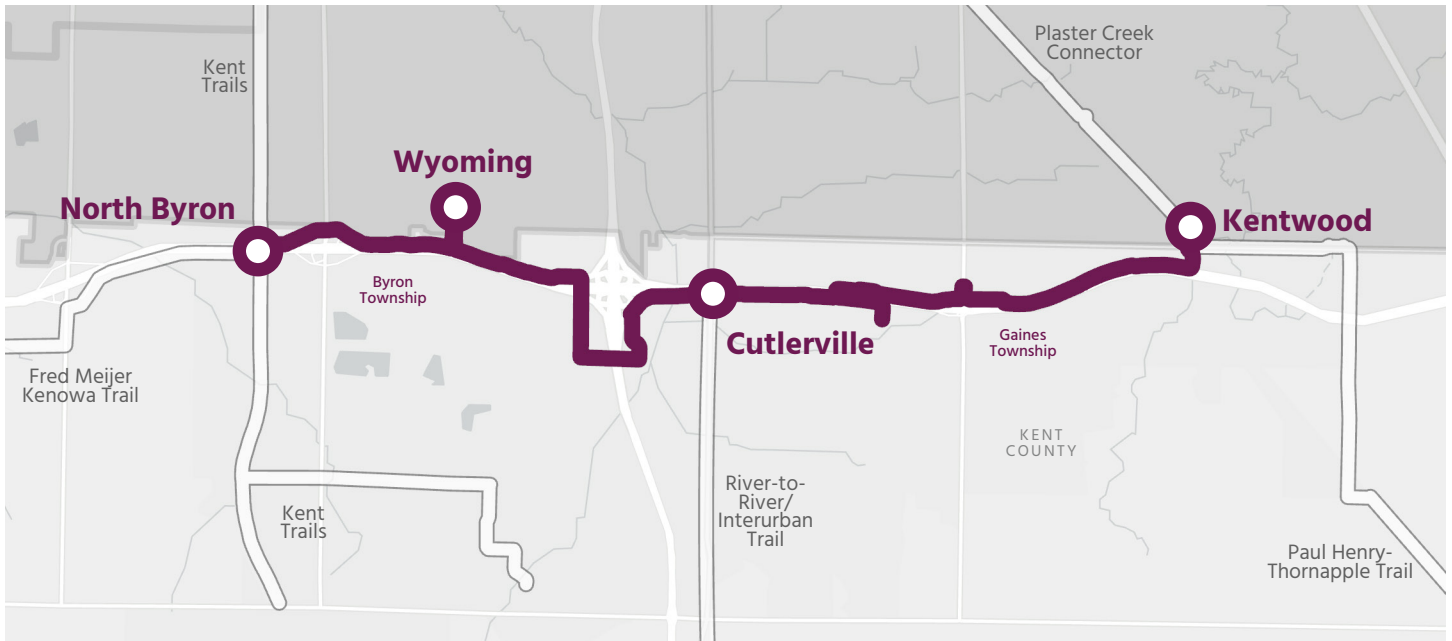 Plaster Creek
Connector
Kent
Trails
Wyoming
North Byron
Kentwood
Byron
Township
Cutlerville
Gaines
Township
Fred Meijer
Kenowa Trail
KENT
COUNTY
River-to-
River/
Interurban
Trail
Kent
Trails
Paul Henry-
Thornapple Trail